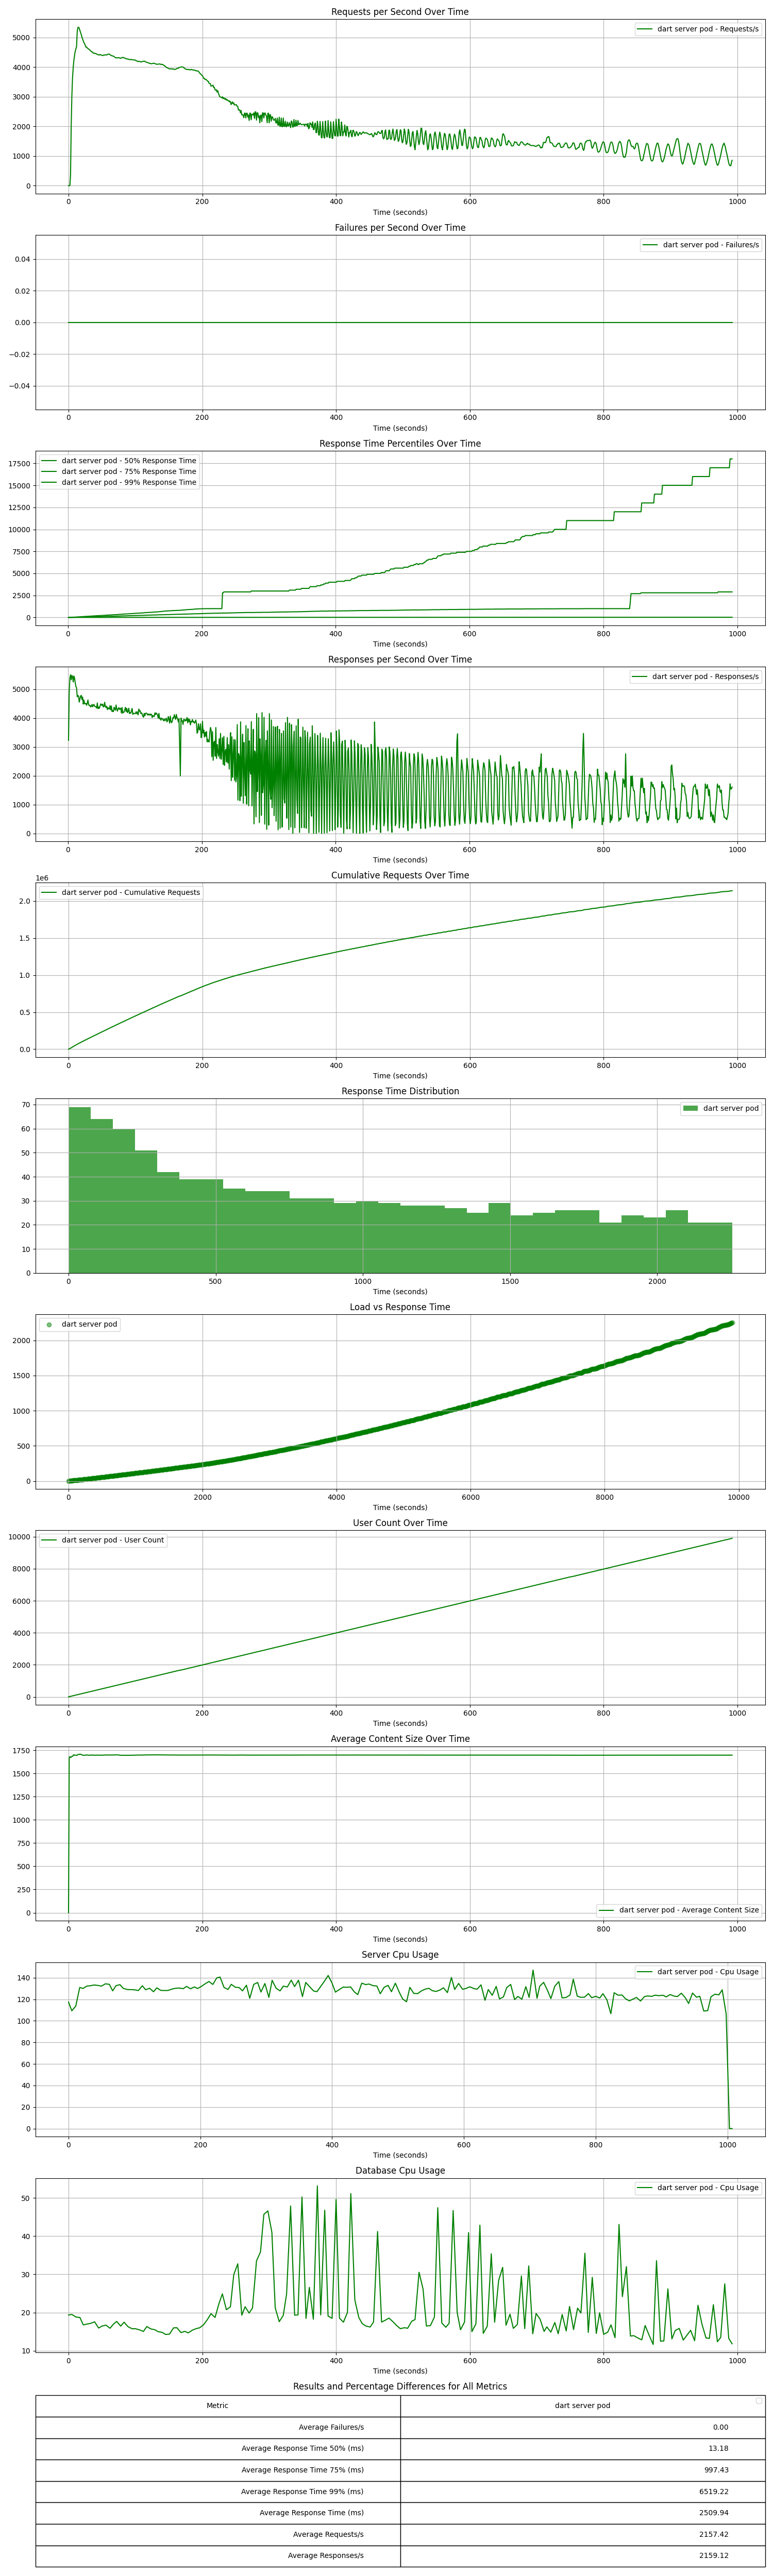 Requests per Second Over Time
dart server pod - Requests/s
5000
4000
3000
2000
1000
0
0 200 400 600 800 1000
Time (seconds)
Failures per Second Over Time
dart server pod - Failures/s
0.04
0.02
0.00
−0.02
−0.04
0 200 400 600 800 1000
Time (seconds)
Response Time Percentiles Over Time
dart server pod - 50% Response Time
dart server pod - 75% Response Time
dart server pod - 99% Response Time
17500
15000
12500
10000
7500
5000
2500
0
0 200 400 600 800 1000
Time (seconds)
Responses per Second Over Time
dart server pod - Responses/s
5000
4000
3000
2000
1000
0
0 200 400 600 800 1000
Time (seconds)
Cumulative Requests Over Time
1e6
dart server pod - Cumulative Requests
2.0
1.5
1.0
0.5
0.0
0 200 400 600 800 1000
Time (seconds)
Response Time Distribution
dart server pod
70
60
50
40
30
20
10
0
0 500 1000 1500 2000
Time (seconds)
Load vs Response Time
dart server pod
2000
1500
1000
500
0
0 2000 4000 6000 8000 10000
Time (seconds)
User Count Over Time
dart server pod - User Count
10000
8000
6000
4000
2000
0
0 200 400 600 800 1000
Time (seconds)
Average Content Size Over Time
1750
1500
1250
1000
750
500
250
0
dart server pod - Average Content Size
0 200 400 600 800 1000
Time (seconds)
Server Cpu Usage
dart server pod - Cpu Usage
140
120
100
80
60
40
20
0
0 200 400 600 800 1000
Time (seconds)
Database Cpu Usage
dart server pod - Cpu Usage
50
40
30
20
10
0 200 400 600 800 1000
Time (seconds)
Results and Percentage Differences for All Metrics
Metric dart server pod
Average Failures/s 0.00
Average Response Time 50% (ms) 13.18
Average Response Time 75% (ms) 997.43
Average Response Time 99% (ms) 6519.22
Average Response Time (ms) 2509.94
Average Requests/s 2157.42
Average Responses/s 2159.12